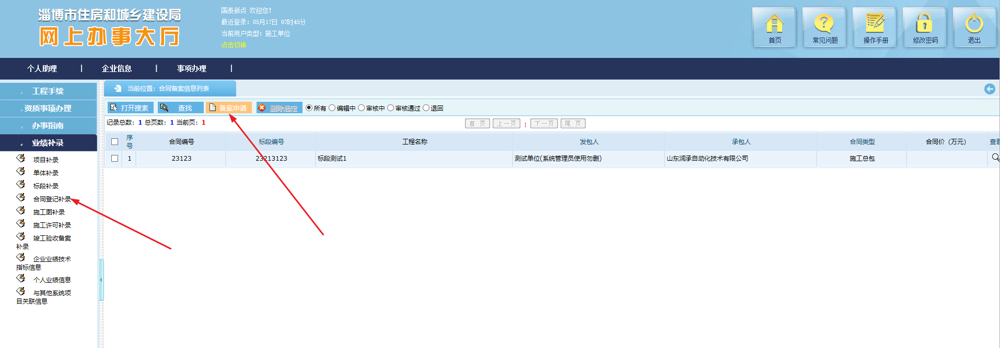 淄博市住房和城乡建设局
网上办事大厅
国泰新点 欢迎您!
最近登录: 05月17日 07时45分
当前用户类型: 施工单位
点击切换
首页
常见问题
操作手册
修改密码
退出
个人助理 | 企业信息 | 事项办理 |
工程手续
资质事项办理
办事指南
业绩补录
项目补录
单体补录
标段补录
合同登记补录
施工图补录
施工许可补录
竣工验收备案
补录
企业业绩技术
指标信息
个人业绩信息
与其他系统项
目关联信息
当前位置: 合同备案信息列表
打开搜索 查找 备案申请 删除选定 所有 编辑中 审核中 审核通过 退回
记录总数: 1 总页数: 1 当前页: 1 首 页 上一页 ¦ 下一页 尾 页
序号 合同编号 标段编号 工程名称 发包人 承包人 合同类型 合同价 (万元) 查看
1 23123 23213123 标段测试1 测试单位(系统管理员使用勿删) 山东润承自动化技术有限公司 施工总包